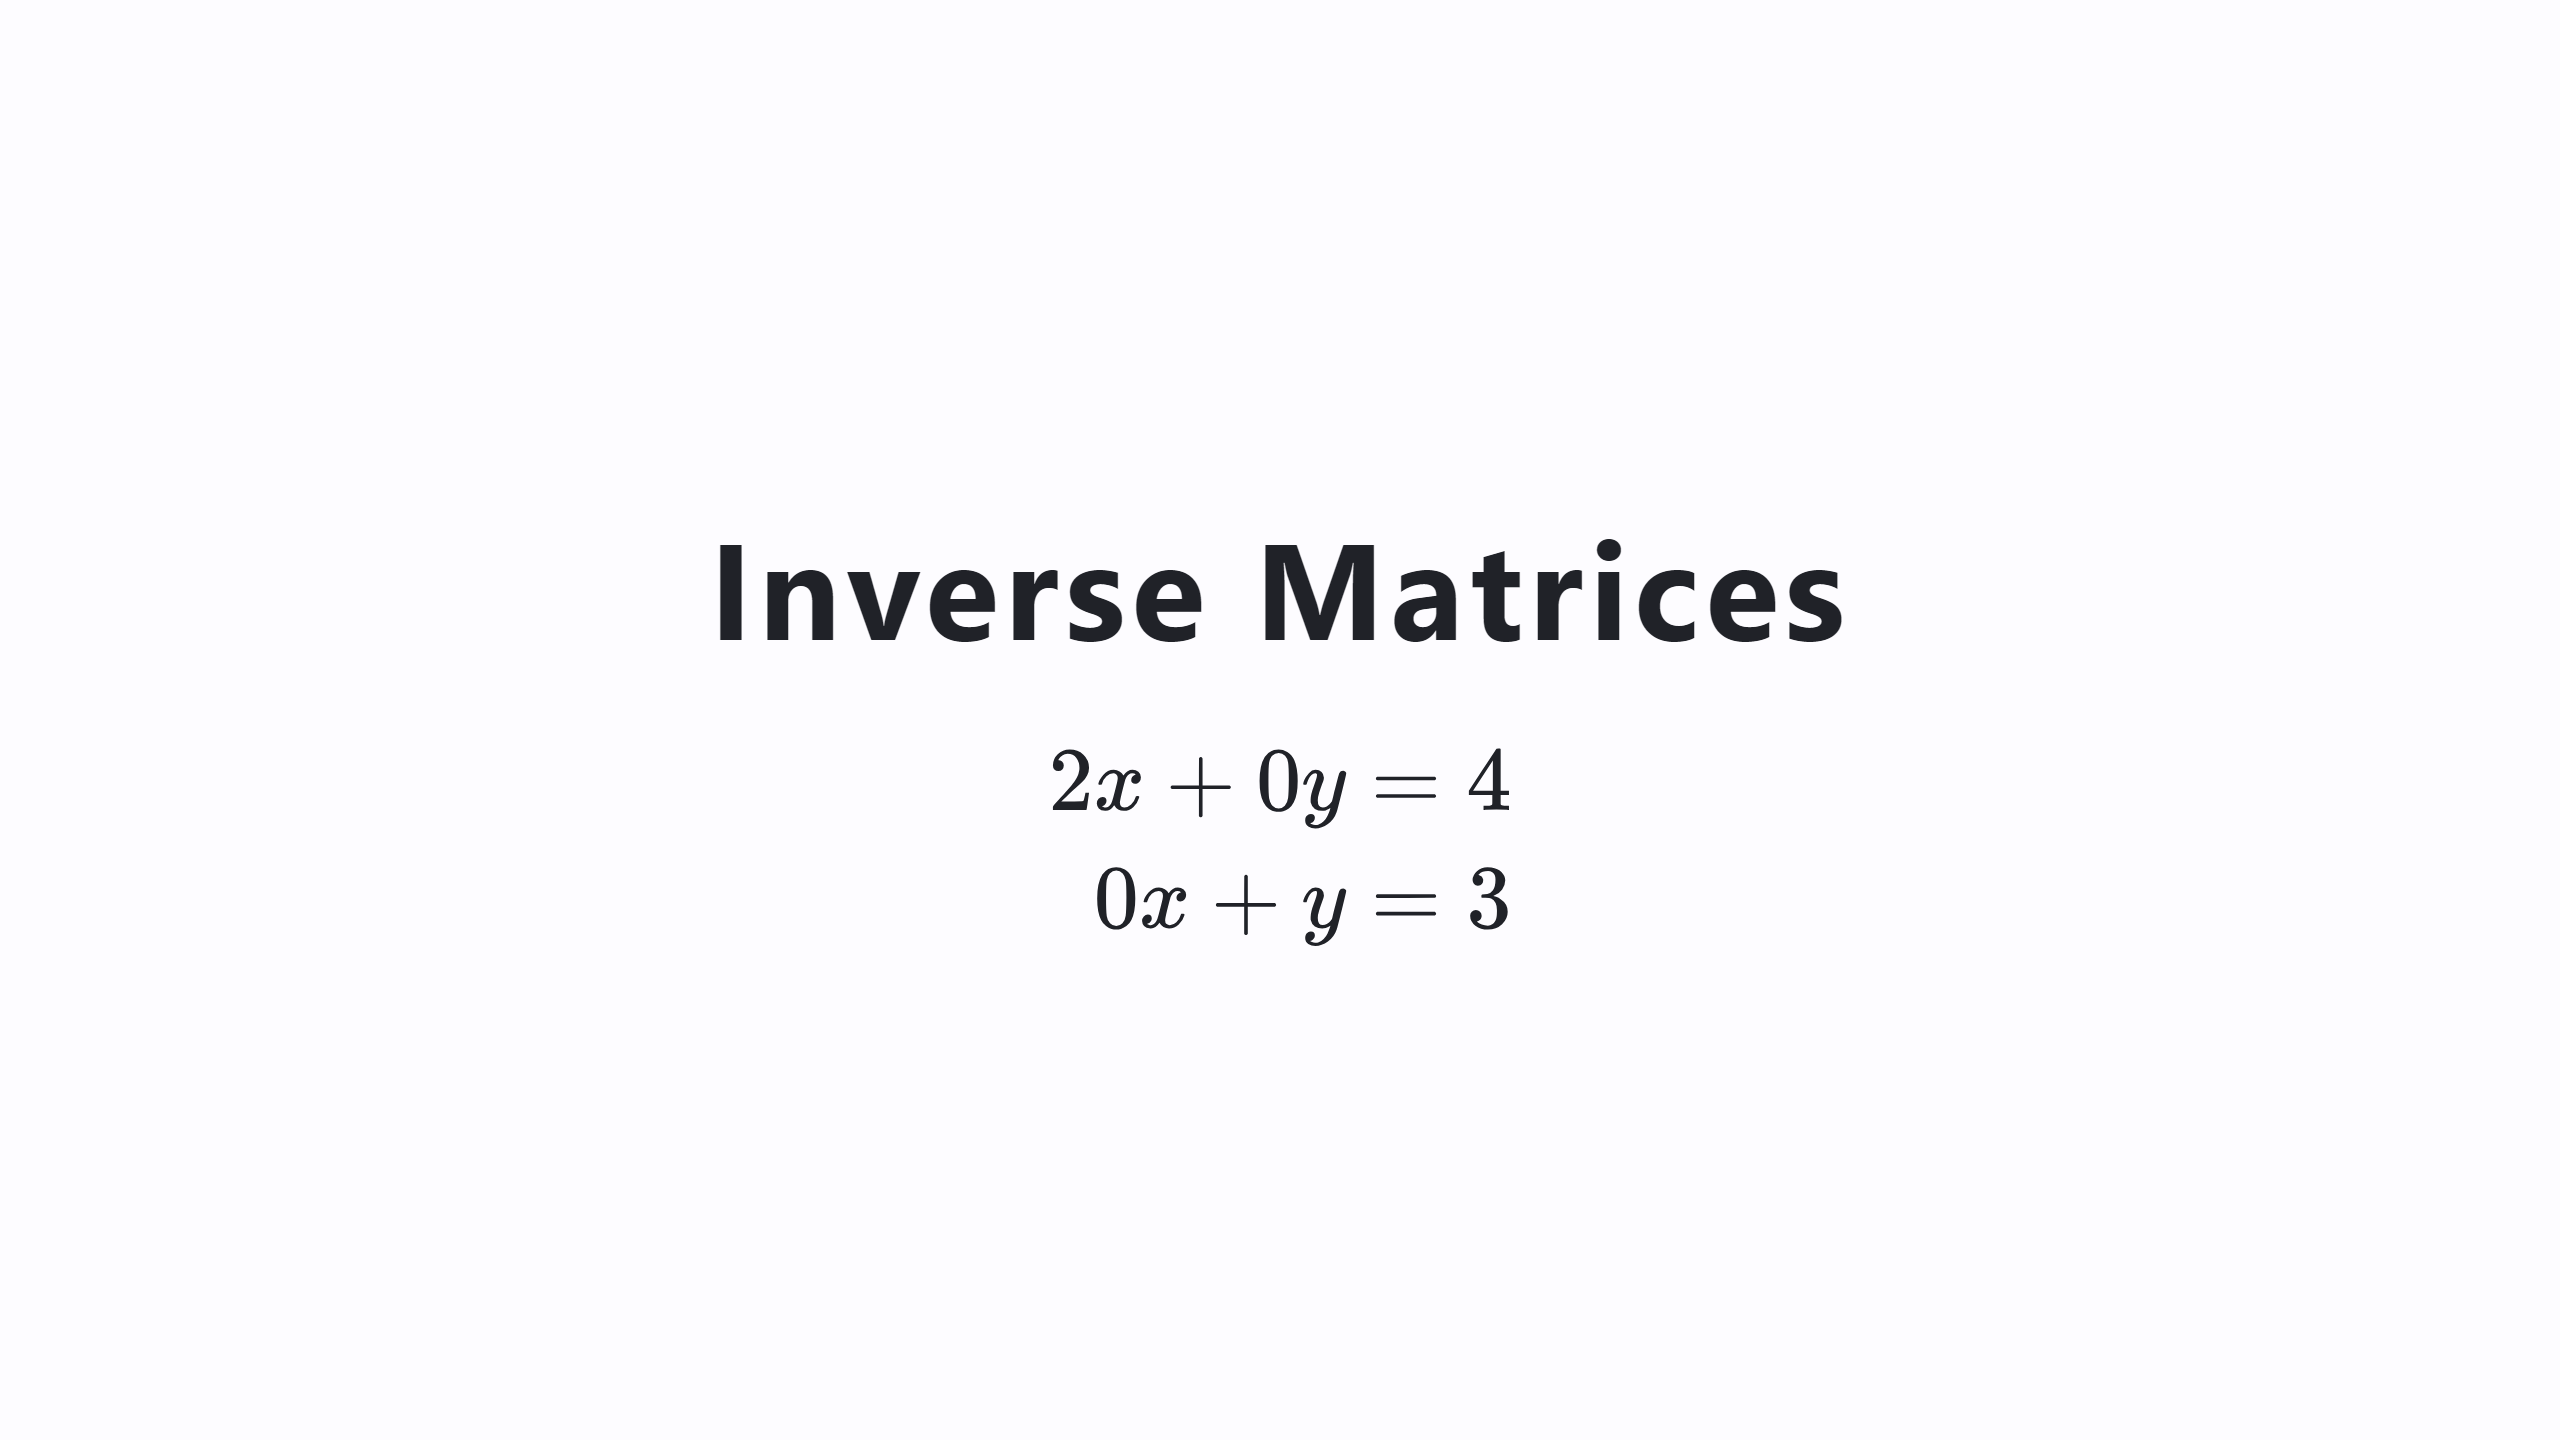 Inverse Matrices
2x + 0y = 4
0x + y = 3